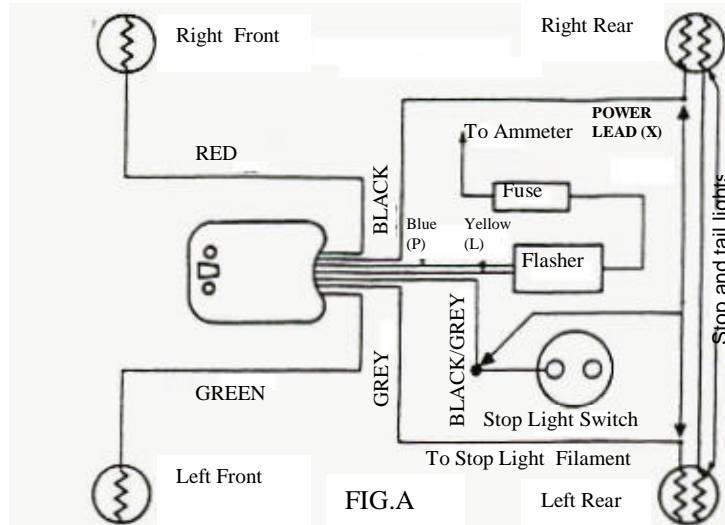 Right Front
Right Rear
To Ammeter
POWER
LEAD (X)
RED
BLACK
Fuse
Blue
(P)
Yellow
(L)
Flasher
Stop and tail lights
BLACK/GREY
GREY
GREEN
Stop Light Switch
To Stop Light Filament
Left Front
FIG.A
Left Rear